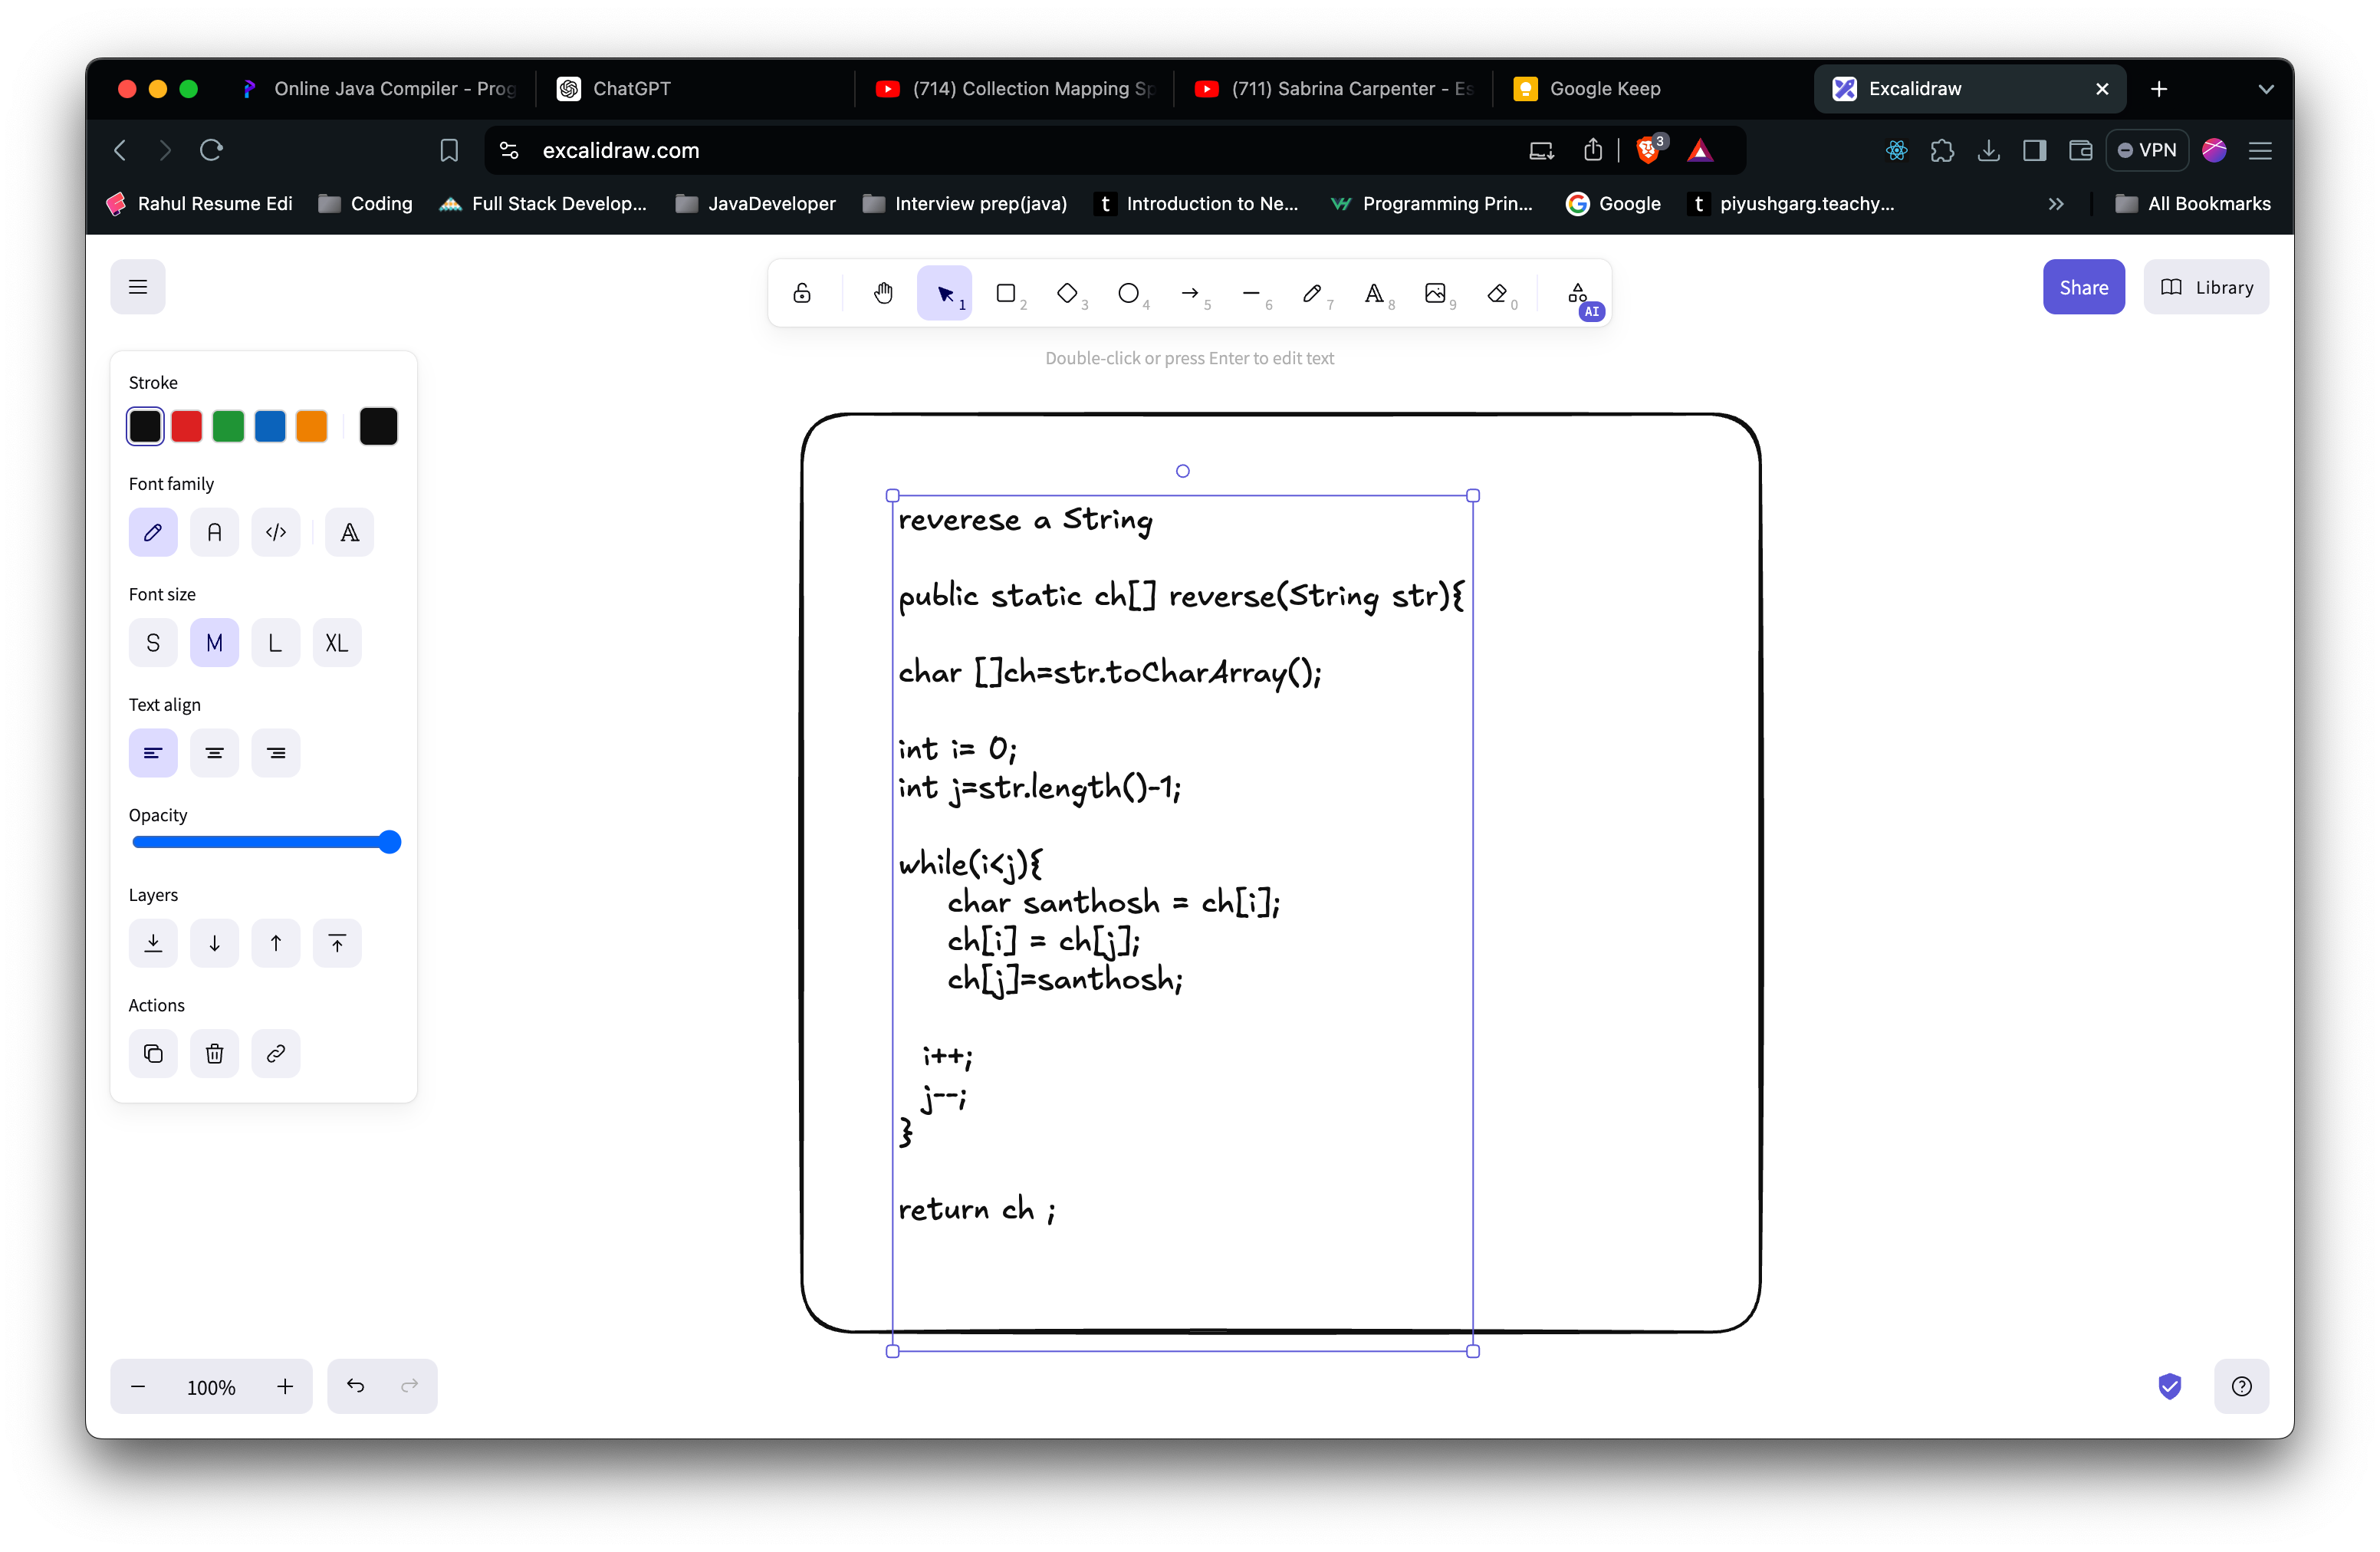 Online Java Compiler - Prog
ChatGPT
(714) Collection Mapping Sp
(711) Sabrina Carpenter - Es
Google Keep
Excalidraw
excalidraw.com
3
VPN
Rahul Resume Edi
Coding
Full Stack Develop...
JavaDeveloper
Interview prep(java)
t Introduction to Ne...
Programming Prin...
Google
t piyushgarg.teachy...
All Bookmarks
1
2
3
4
5
6
7
A 8
9
0
AI
Share
Library
Double-click or press Enter to edit text
Stroke
Font family
A </> A
Font size
S M L XL
Text align
Opacity
Layers
Actions
reverese a String
public static ch[] reverse(String str){
char []ch=str.toCharArray();
int i= 0;
int j=str.length()-1;
while(i<j){
char santhosh = ch[i];
ch[i] = ch[j];
ch[j]=santhosh;
i++;
j--;
}
return ch ;
100%